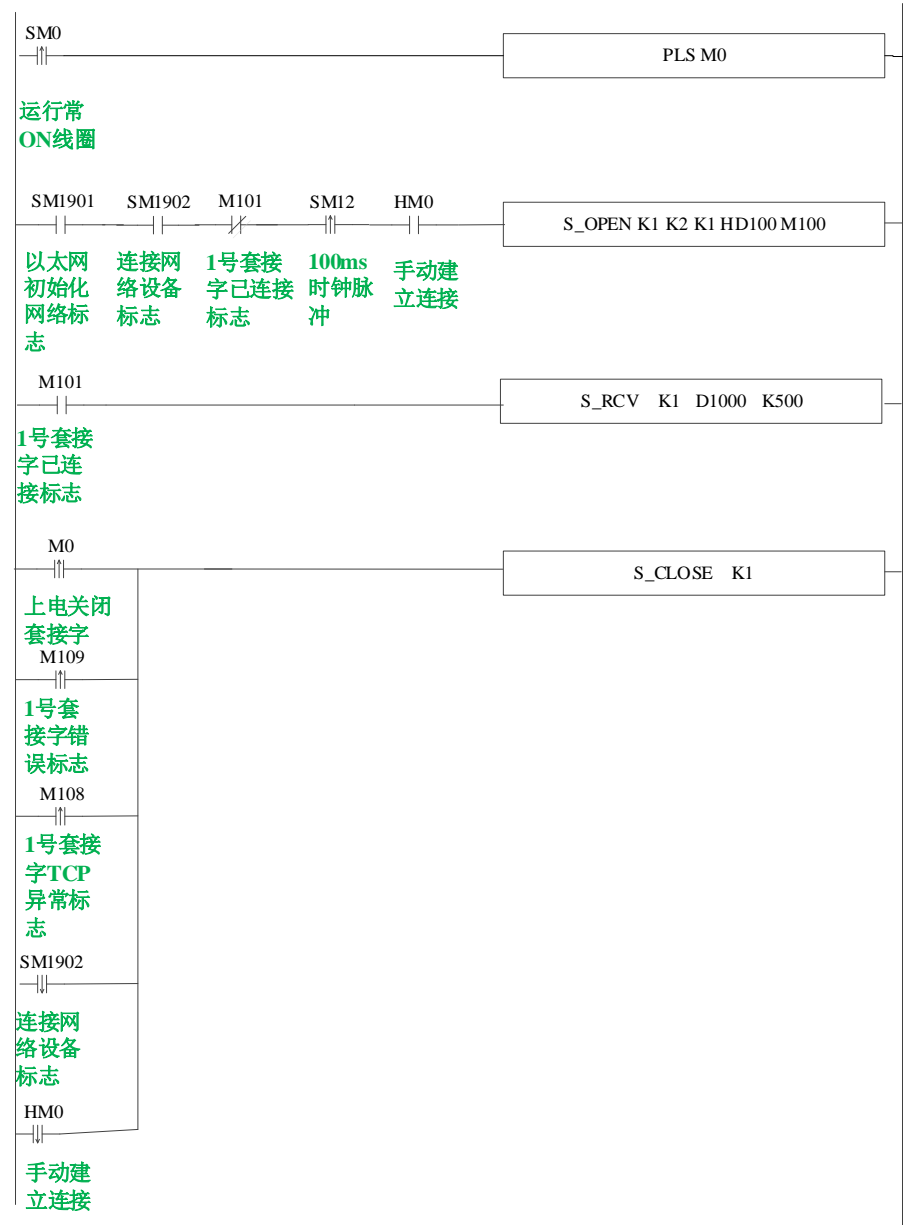 SM0
PLS M0
运行常
ON线圈
SM1901 SM1902 M101 SM12 HM0
S_OPEN K1 K2 K1 HD100 M100
以太网
初始化
网络标
志
连接网
络设备
标志
1号套接
字已连接
标志
100ms
时钟脉
冲
手动建
立连接
M101
S_RCV K1 D1000 K500
1号套接
字已连
接标志
M0
S_CLOSE K1
上电关闭
套接字
M109
1号套
接字错
误标志
M108
1号套接
字TCP
异常标
志
SM1902
连接网
络设备
标志
HM0
手动建
立连接